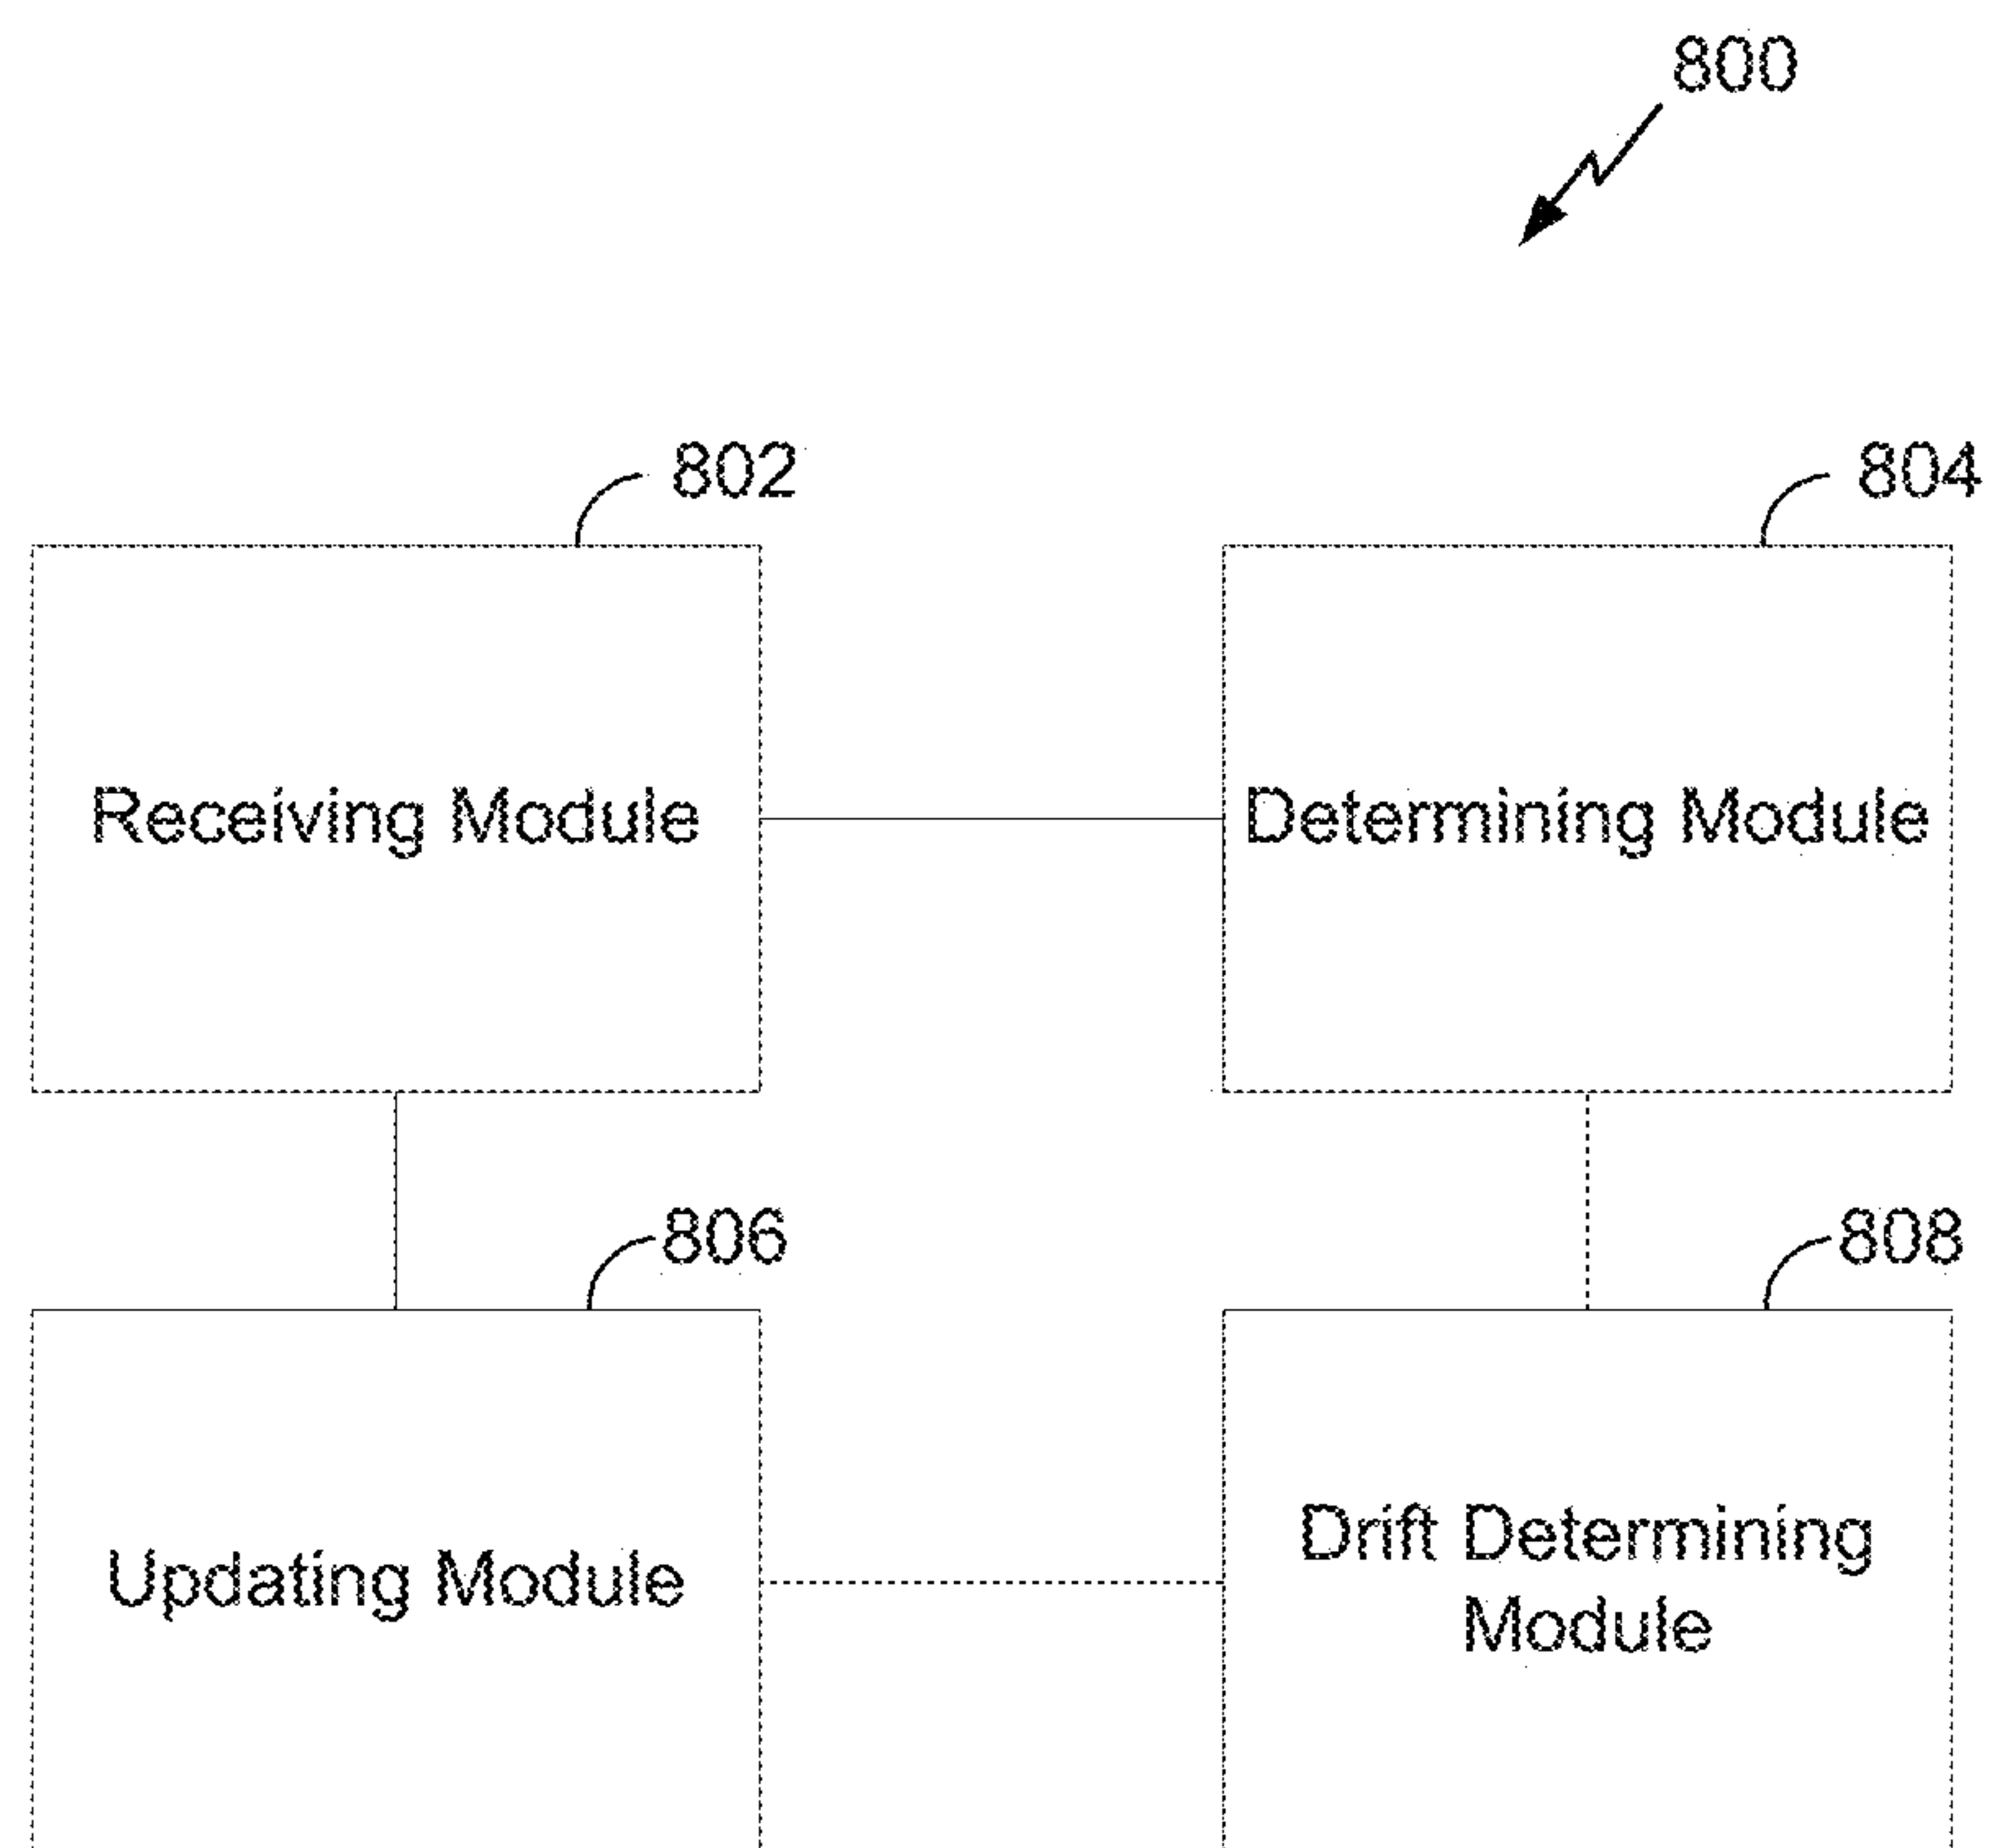 800
802
804
Receiving Module
Determining Module
806
808
Updating Module
Drift Determining
Module